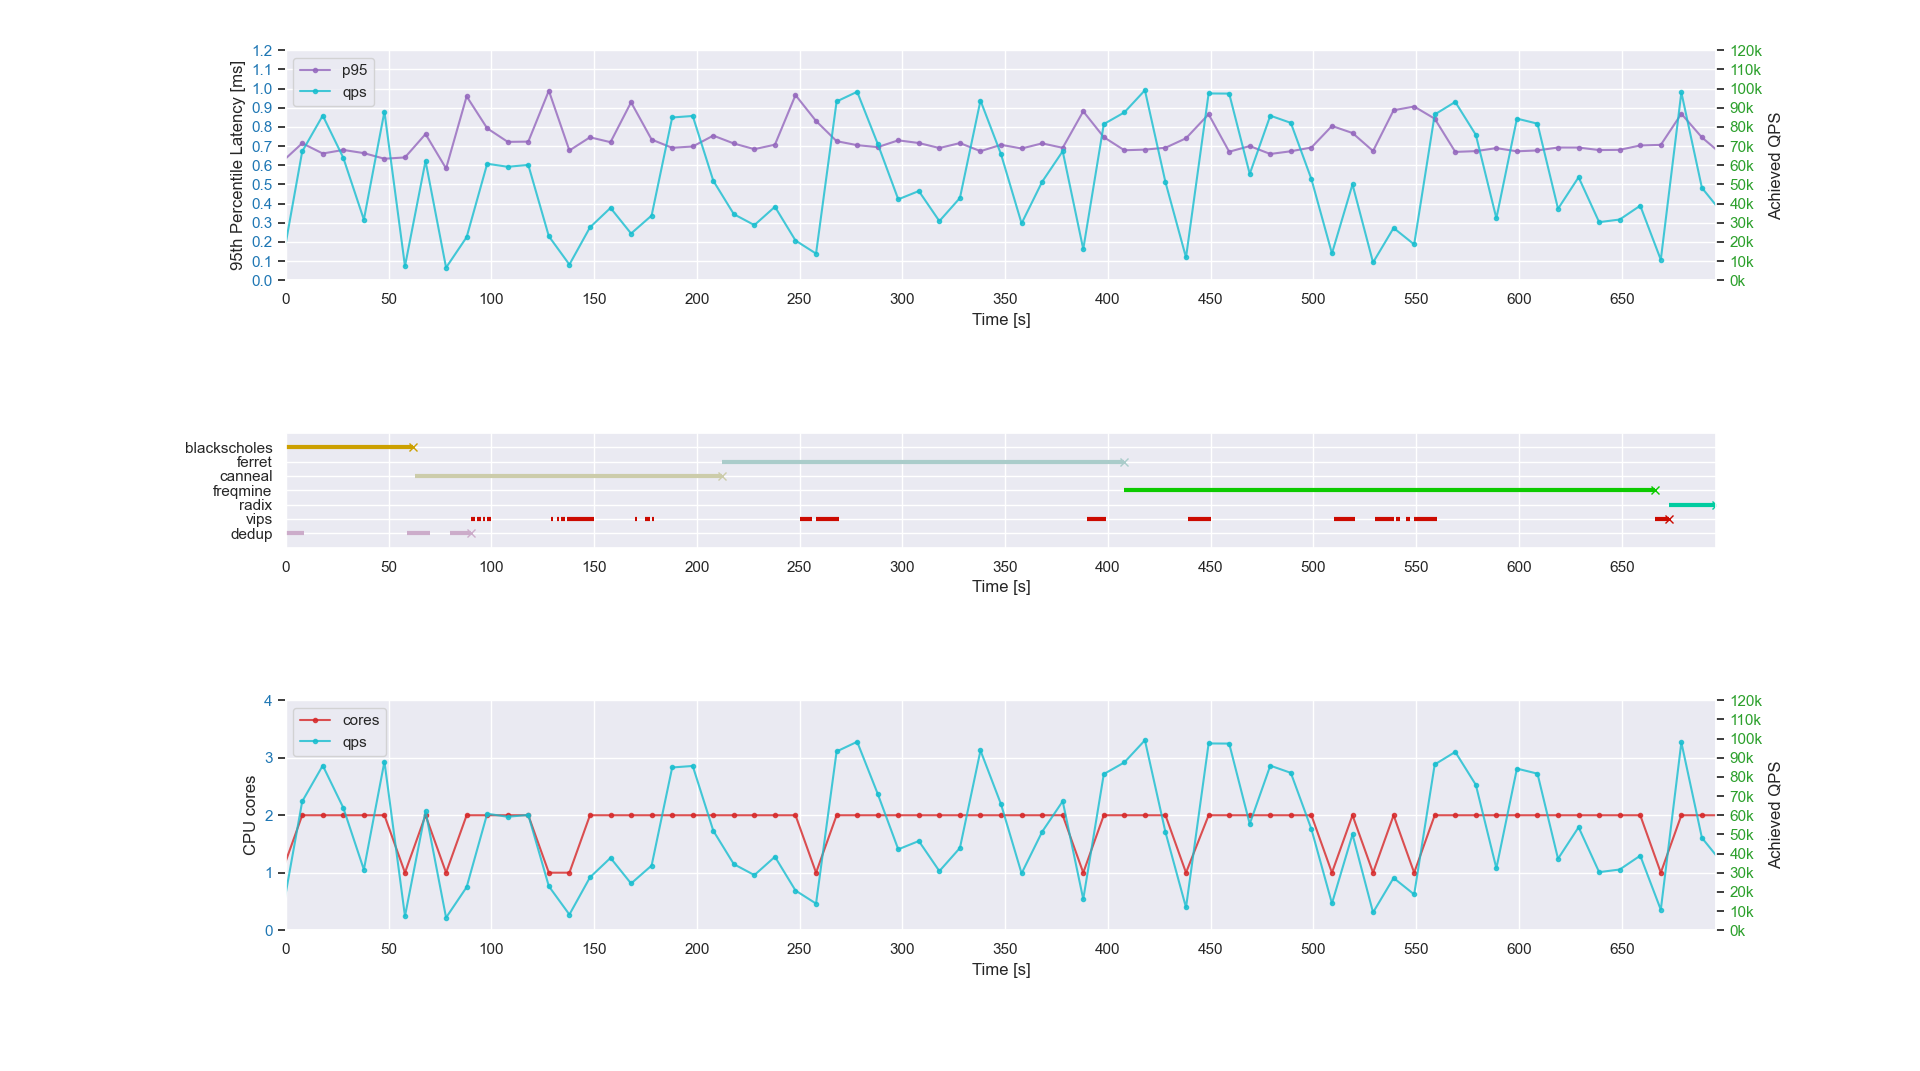 1.2
1.1
1.0
0.9
0.8
0.7
0.6
0.5
0.4
0.3
0.2
0.1
0.0
95th Percentile Latency [ms]
p95
qps
120k
110k
100k
90k
80k
70k
60k
50k
40k
30k
20k
10k
0k
Achieved QPS
0 50 100 150 200 250 300 350 400 450 500 550 600 650
Time [s]
blackscholes
ferret
canneal
freqmine
radix
vips
dedup
0 50 100 150 200 250 300 350 400 450 500 550 600 650
Time [s]
4
3
2
1
0
CPU cores
cores
qps
120k
110k
100k
90k
80k
70k
60k
50k
40k
30k
20k
10k
0k
Achieved QPS
0 50 100 150 200 250 300 350 400 450 500 550 600 650
Time [s]